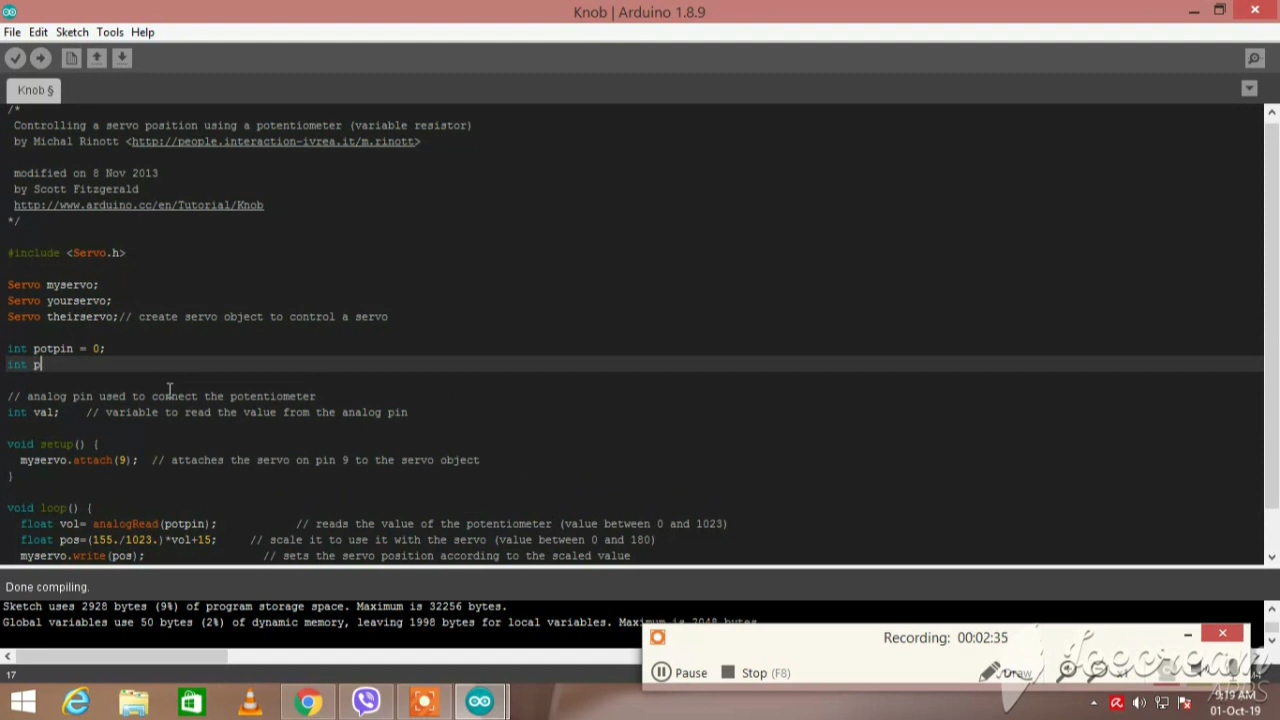 Knob | Arduino 1.8.9
File Edit Sketch Tools Help
Knob §
/*
Controlling a servo position using a potentiometer (variable resistor)
by Michal Rinott <http://people.interaction-ivrea.it/m.rinott>
modified on 8 Nov 2013
by Scott Fitzgerald
http://www.arduino.cc/en/Tutorial/Knob
*/
#include <Servo.h>
Servo myservo;
Servo yourservo;
Servo theirservo;// create servo object to control a servo
int potpin = 0;
int p
// analog pin used to connect the potentiometer
int val;    // variable to read the value from the analog pin
void setup() {
myservo.attach(9);  // attaches the servo on pin 9 to the servo object
}
void loop() {
float vol= analogRead(potpin);            // reads the value of the potentiometer (value between 0 and 1023)
float pos=(155./1023.)*vol+15;     // scale it to use it with the servo (value between 0 and 180)
myservo.write(pos);                  // sets the servo position according to the scaled value
Done compiling.
Sketch uses 2928 bytes (9%) of program storage space. Maximum is 32256 bytes.
Global variables use 50 bytes (2%) of dynamic memory, leaving 1998 bytes for local variables. Maximum is 2048 bytes.
Recording: 00:02:35
Pause Stop (F8) Draw
Icecream
APPS
17
9:19 AM
01-Oct-19